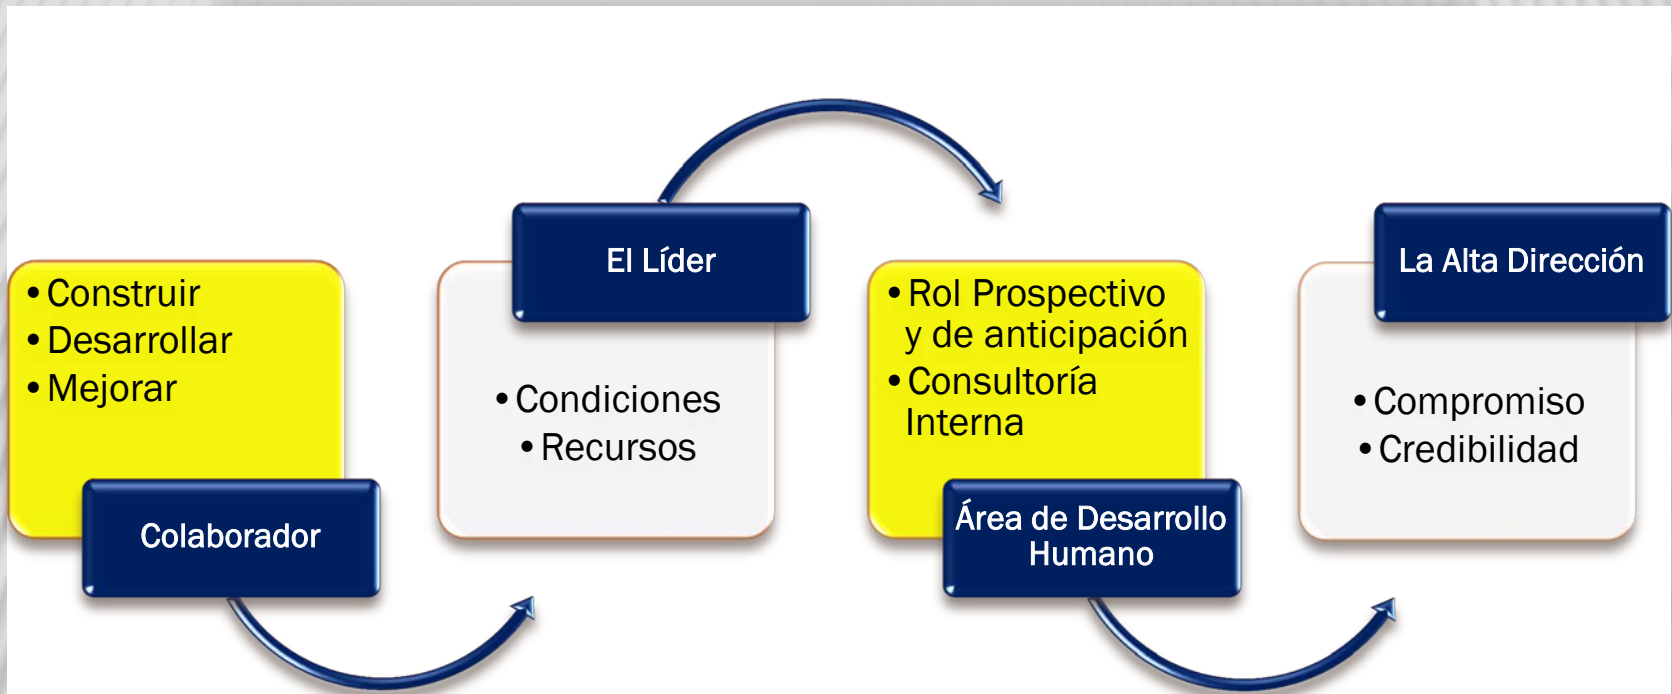 • Construir
• Desarrollar
• Mejorar
Colaborador
El Líder
• Condiciones
• Recursos
• Rol Prospectivo
y de anticipación
• Consultoría
Interna
Área de Desarrollo
Humano
La Alta Dirección
• Compromiso
• Credibilidad